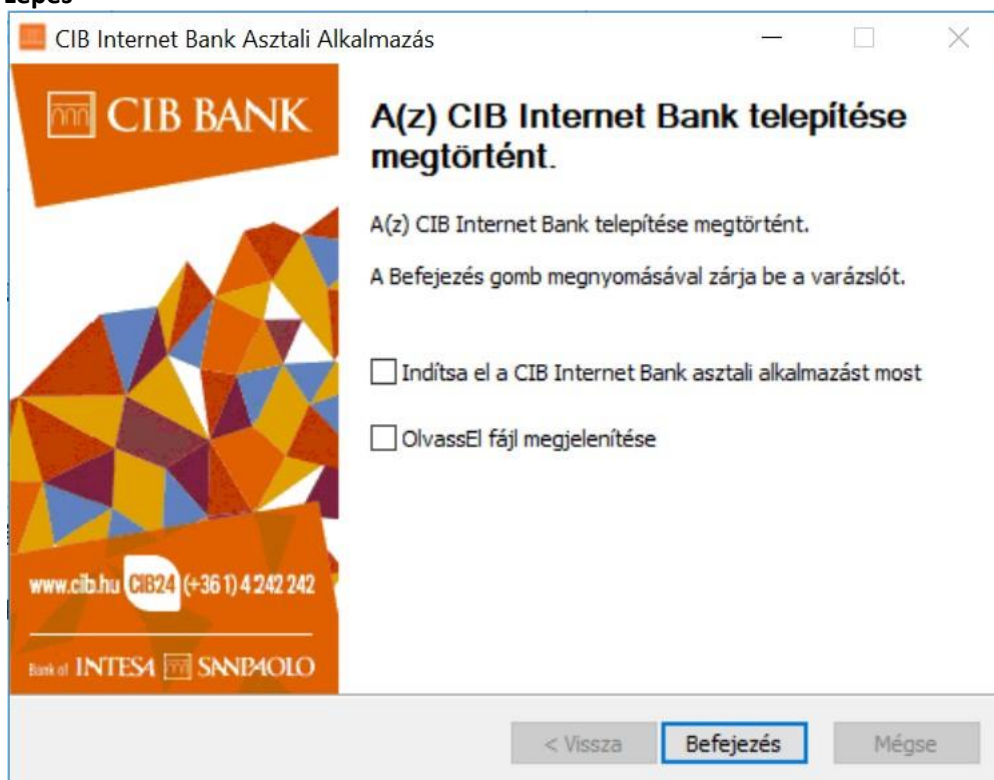 Lépés
CIB Internet Bank Asztali Alkalmazás
CIB BANK
A(z) CIB Internet Bank telepítése
megtörtént.
A(z) CIB Internet Bank telepítése megtörtént.
A Befejezés gomb megnyomásával zárja be a varázslót.
Indítsa el a CIB Internet Bank asztali alkalmazást most
OlvassEl fájl megjelenítése
www.cib.hu CIB24 (+36 1) 4 242 242
Bank of INTESA SANPAOLO
< Vissza
Befejezés
Mégse